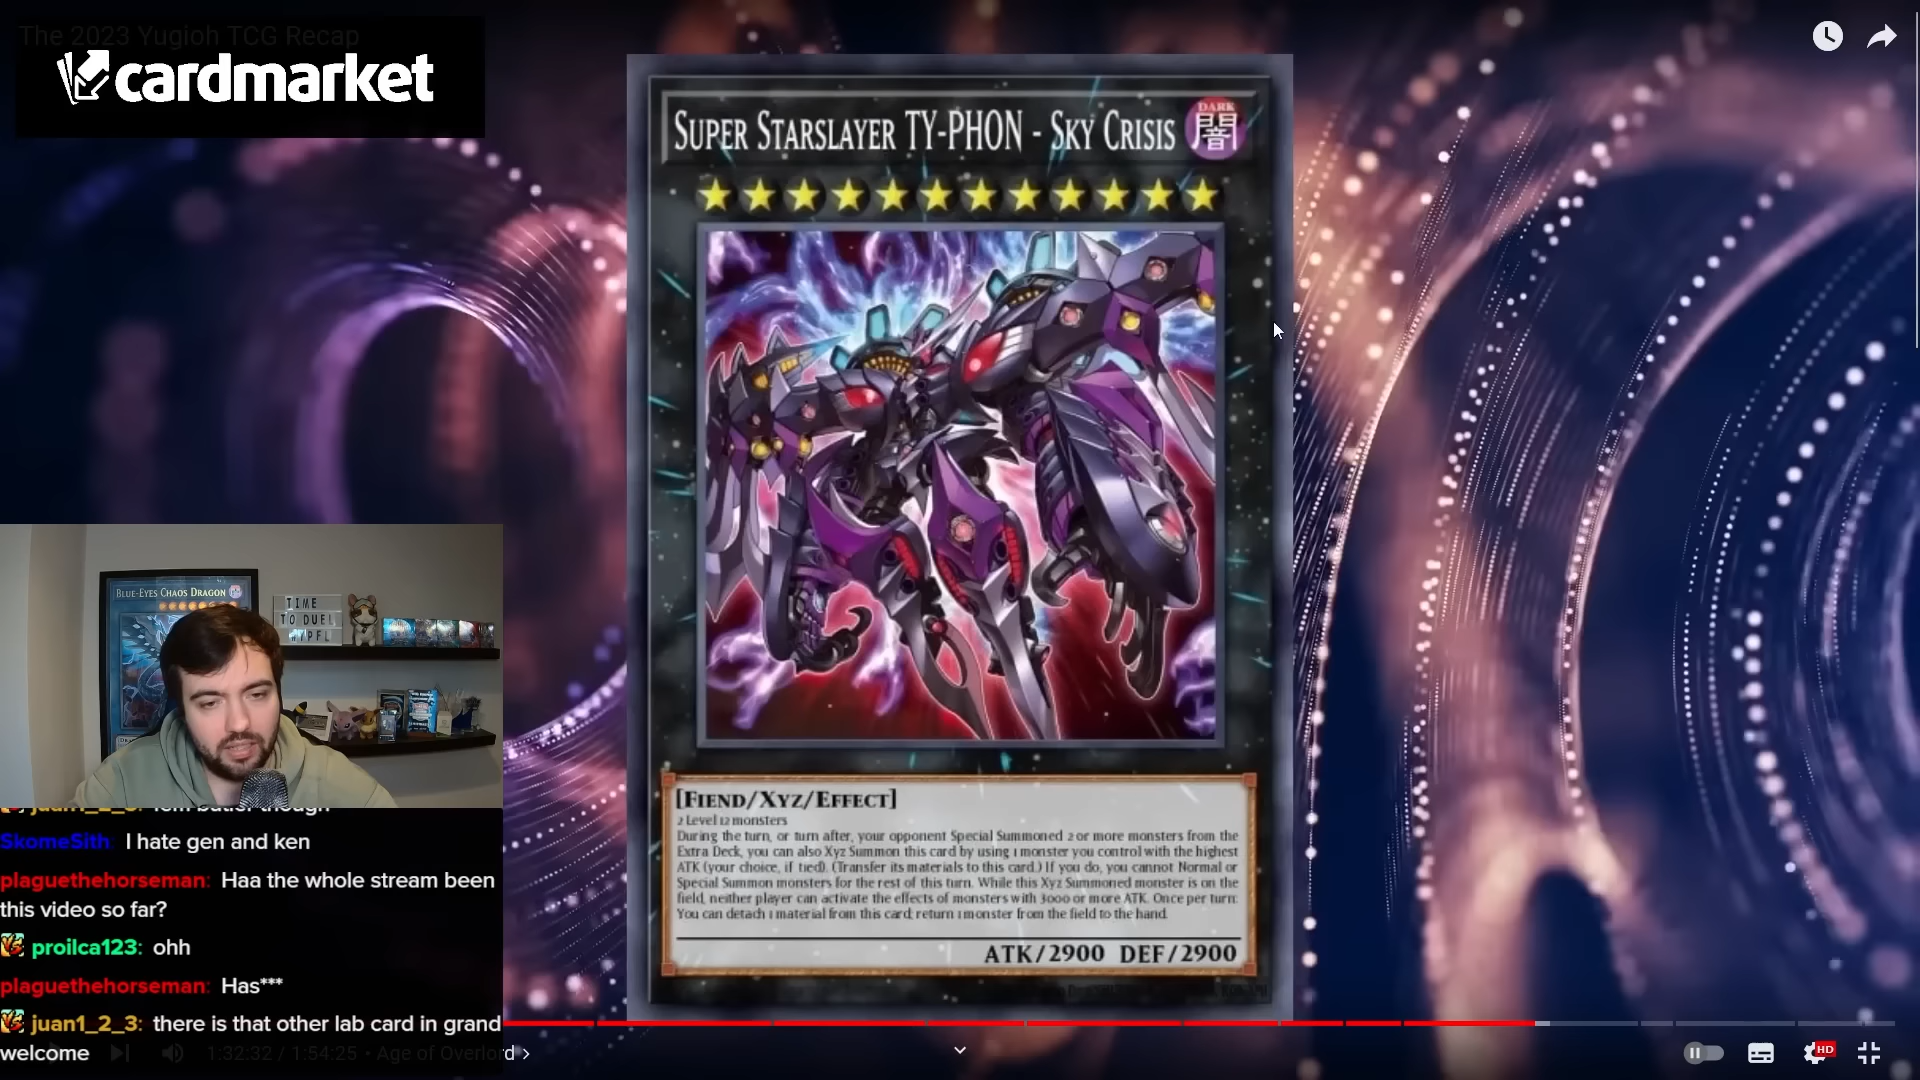 The 2023 Yugioh TCG Recap
cardmarket
SUPER STARSLAYER TY-PHON - SKY CRISIS
DARK
闇
BLUE-EYES CHAOS DRAGON
TIME
TO DUEL
[FIEND/XYZ/EFFECT]
2 Level 12 monsters
During the turn, or turn after, your opponent Special Summoned 2 or more monsters from the
Extra Deck, you can also Xyz Summon this card by using 1 monster you control with the highest
ATK (your choice, if tied). (Transfer its materials to this card.) If you do, you cannot Normal or
Special Summon monsters for the rest of this turn. While this Xyz Summoned monster is on the
field, neither player can activate the effects of monsters with 3000 or more ATK. Once per turn:
You can detach 1 material from this card; return 1 monster from the field to the hand.
ATK/2900 DEF/2900
SkomeSith: I hate gen and ken
plaguethehorseman: Haa the whole stream been
this video so far?
proilca123: ohh
plaguethehorseman: Has***
juan1_2_3: there is that other lab card in grand
welcome
1:32:32 / 1:54:25 • Age of Overlord >
HD